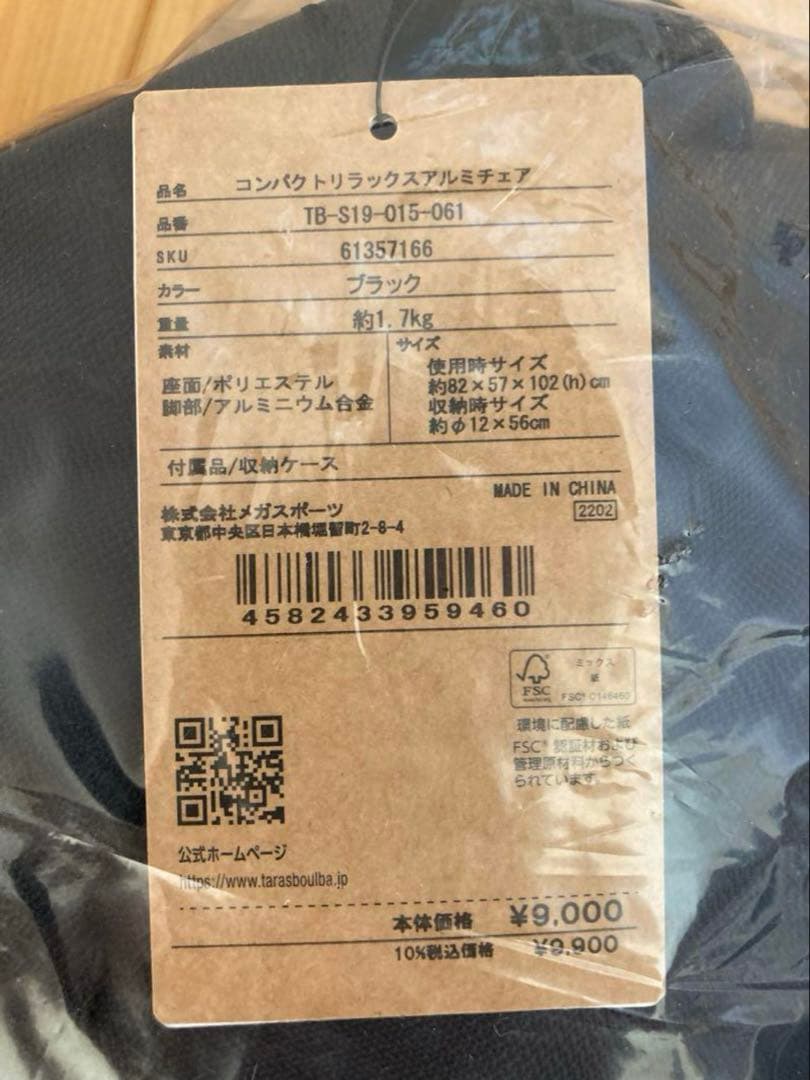 品名 コンパクトリラックスアルミチェア
品番 TB-S19-015-061
SKU 61357166
カラー ブラック
重量 約1.7kg
素材
座面/ポリエステル
脚部/アルミニウム合金
サイズ
使用時サイズ
約82×57×102(h)cm
収納時サイズ
約φ12×56cm
付属品/収納ケース
MADE IN CHINA
2202
株式会社メガスポーツ
東京都中央区日本橋堀留町2-8-4
4582433959460
FSC
ミックス
紙
FSC® C146460
環境に配慮した紙
FSC® 認証材および
管理原材料からつく
られています。
公式ホームページ
https://www.tarasboulba.jp
本体価格 ¥9,000
10%税込価格 ¥9,900